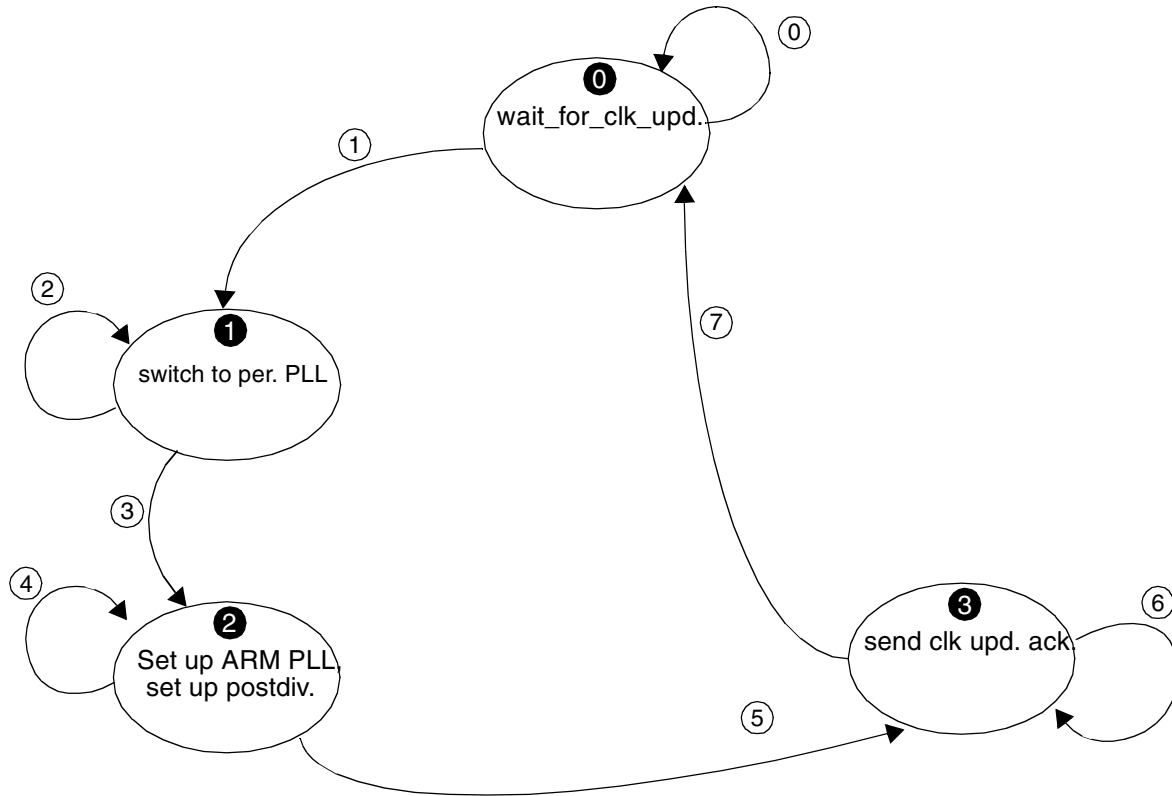 0
0
wait_for_clk_upd.
1
2
1
switch to per. PLL
7
3
4
2
Set up ARM PLL,
set up postdiv.
3
send clk upd. ack.
6
5